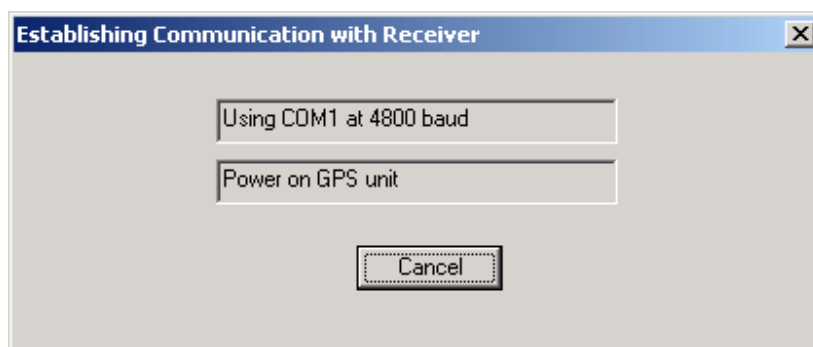 Establishing Communication with Receiver
Using COM1 at 4800 baud
Power on GPS unit
Cancel